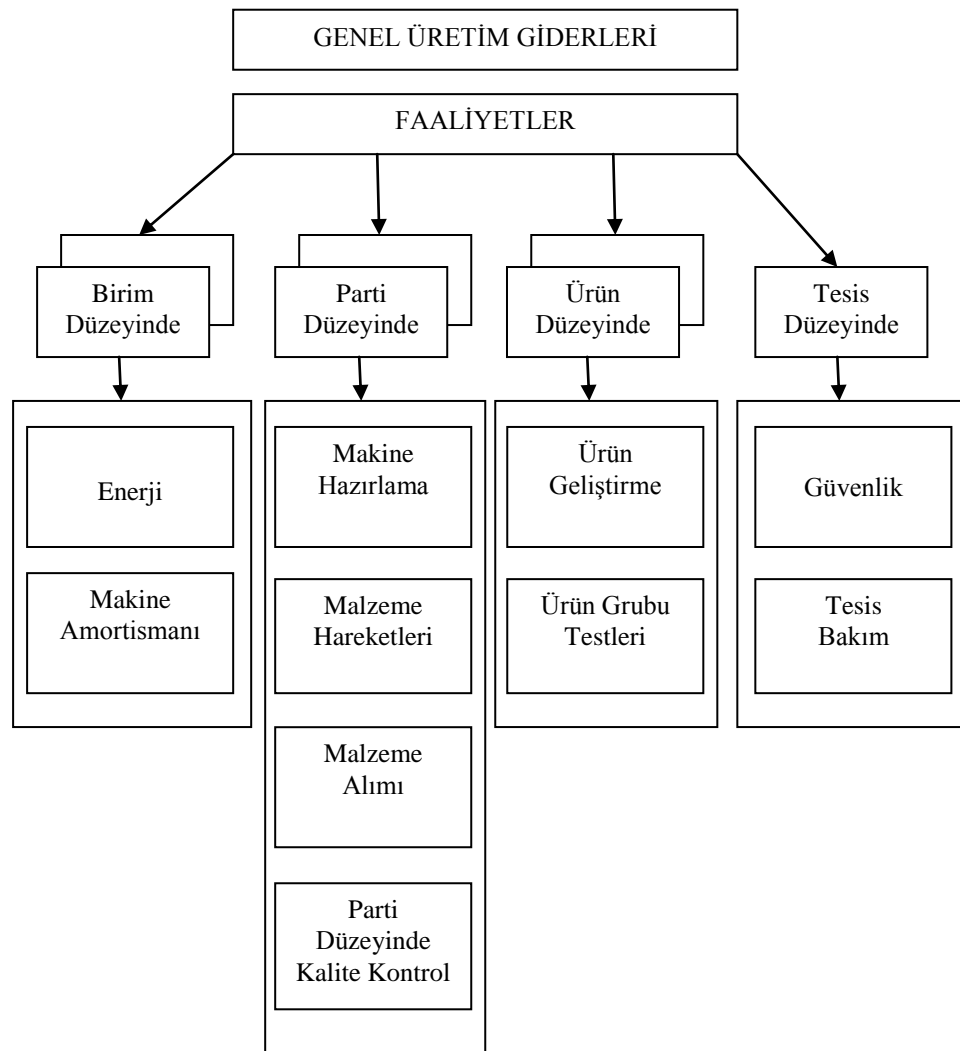 GENEL ÜRETİM GİDERLERİ
FAALİYETLER
Birim
Düzeyinde
Parti
Düzeyinde
Ürün
Düzeyinde
Tesis
Düzeyinde
Enerji
Makine
Amortismanı
Makine
Hazırlama
Malzeme
Hareketleri
Malzeme
Alımı
Parti
Düzeyinde
Kalite Kontrol
Ürün
Geliştirme
Ürün Grubu
Testleri
Güvenlik
Tesis
Bakım